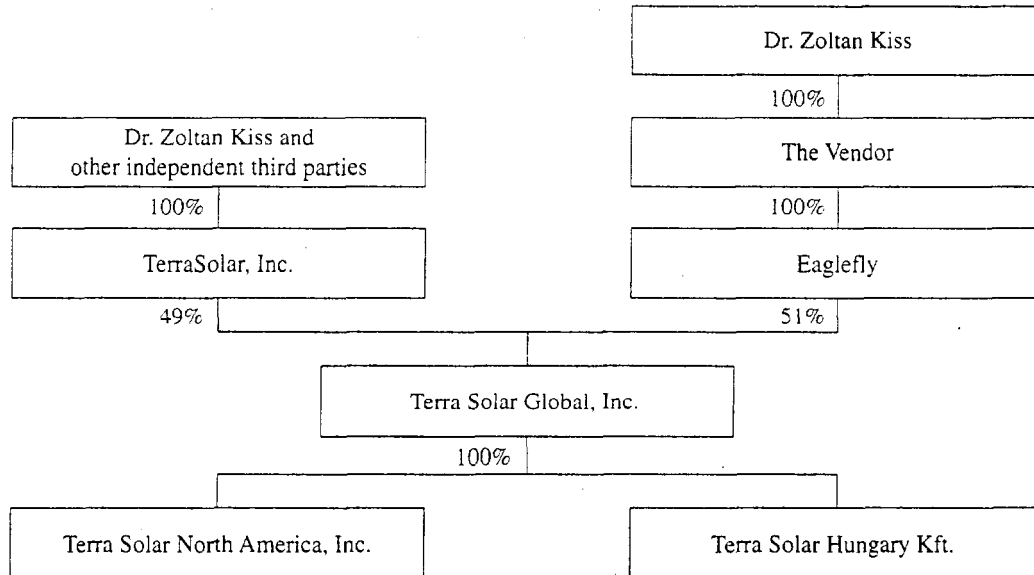 Dr. Zoltan Kiss
100%
Dr. Zoltan Kiss and
other independent third parties
The Vendor
100%
100%
TerraSolar, Inc.
Eaglefly
49%
51%
Terra Solar Global, Inc.
100%
Terra Solar North America, Inc.
Terra Solar Hungary Kft.